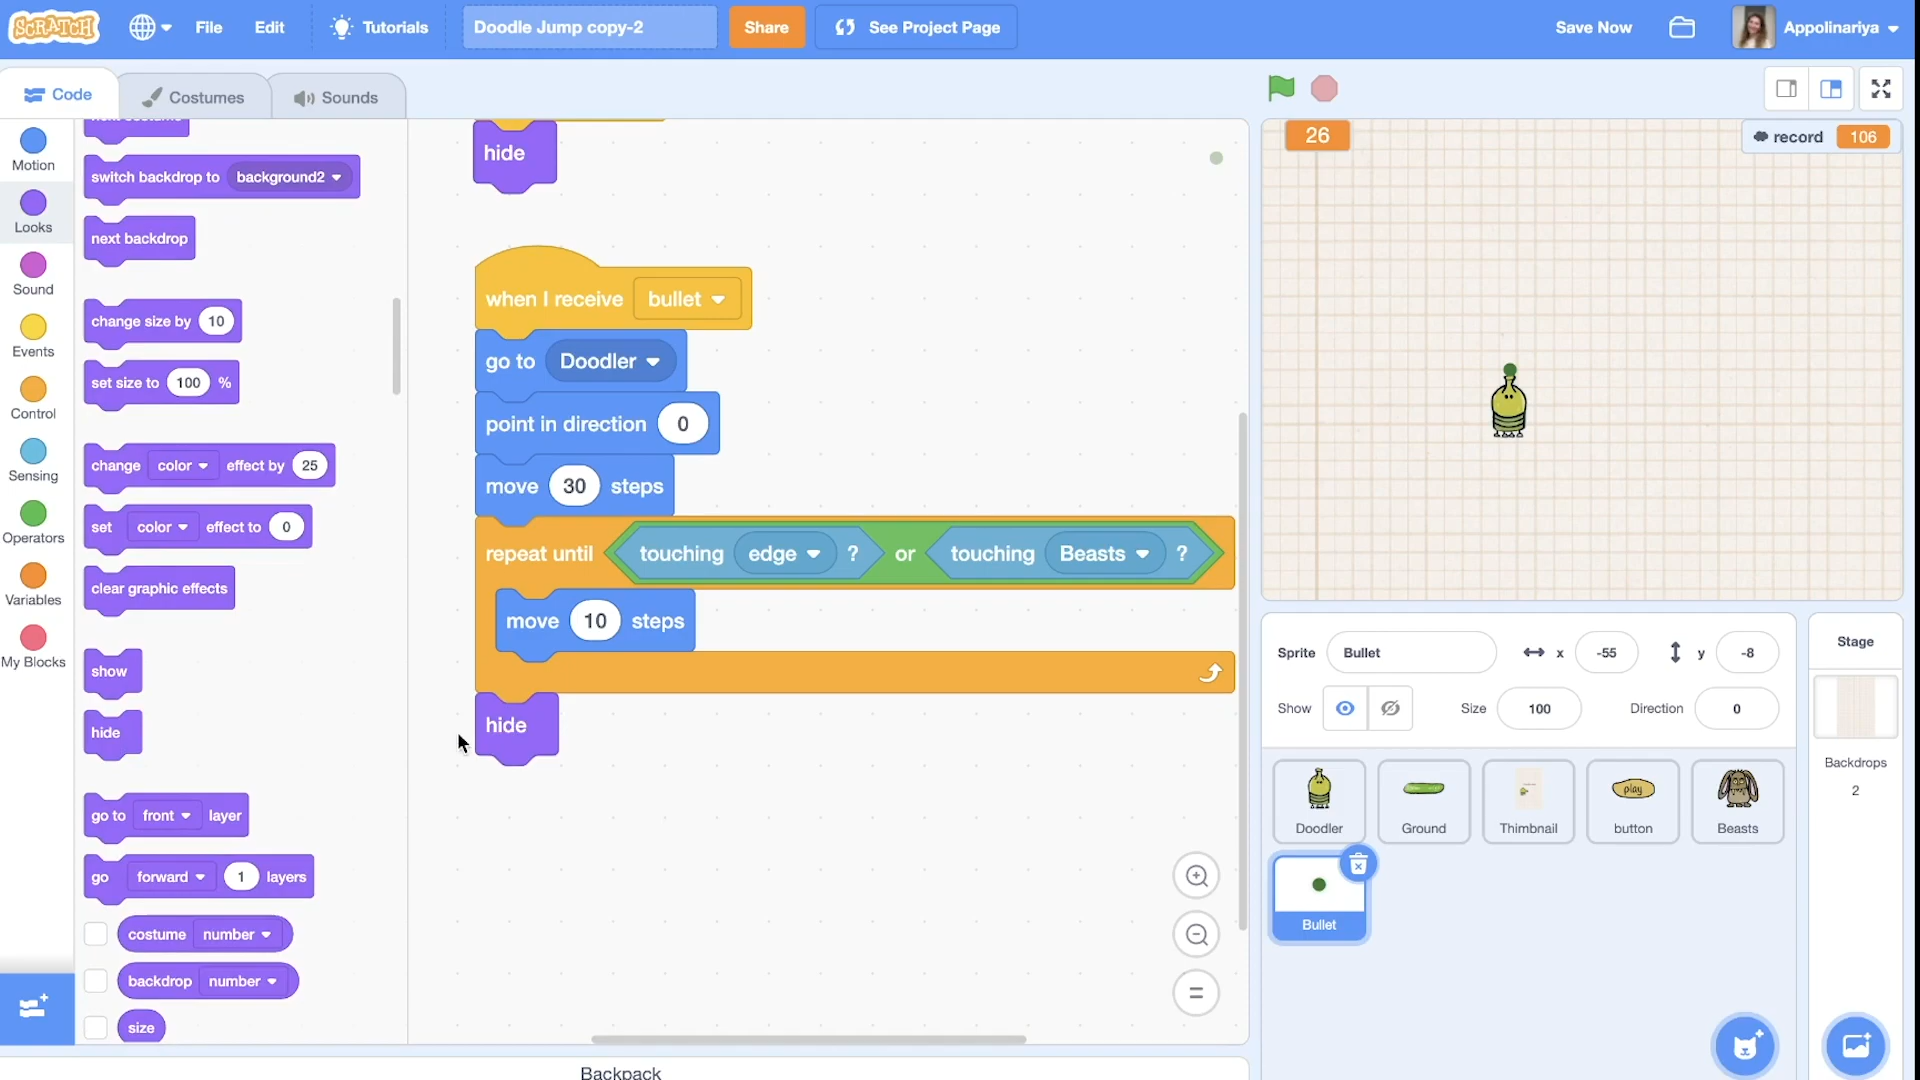 SCRATCH
File
Edit
Tutorials
Doodle Jump copy-2
Share
See Project Page
Save Now
Appolinariya
Code
Costumes
Sounds
Motion
Looks
Sound
Events
Control
Sensing
Operators
Variables
My Blocks
next costume
switch backdrop to background2
next backdrop
change size by 10
set size to 100 %
change color effect by 25
set color effect to 0
clear graphic effects
show
hide
go to front layer
go forward 1 layers
costume number
backdrop number
size
hide
when I receive bullet
go to Doodler
point in direction 0
move 30 steps
repeat until touching edge ? or touching Beasts ?
move 10 steps
hide
Backpack
26
record 106
Sprite Bullet x -55 y -8
Show Size 100 Direction 0
Doodler
Ground
Thimbnail
play
button
Beasts
Bullet
Stage
Backdrops
2